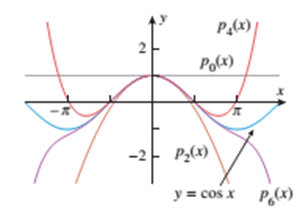 y
p₄(x)
2
p₀(x)
x
−π
π
−2
p₂(x)
y = cos x
p₆(x)